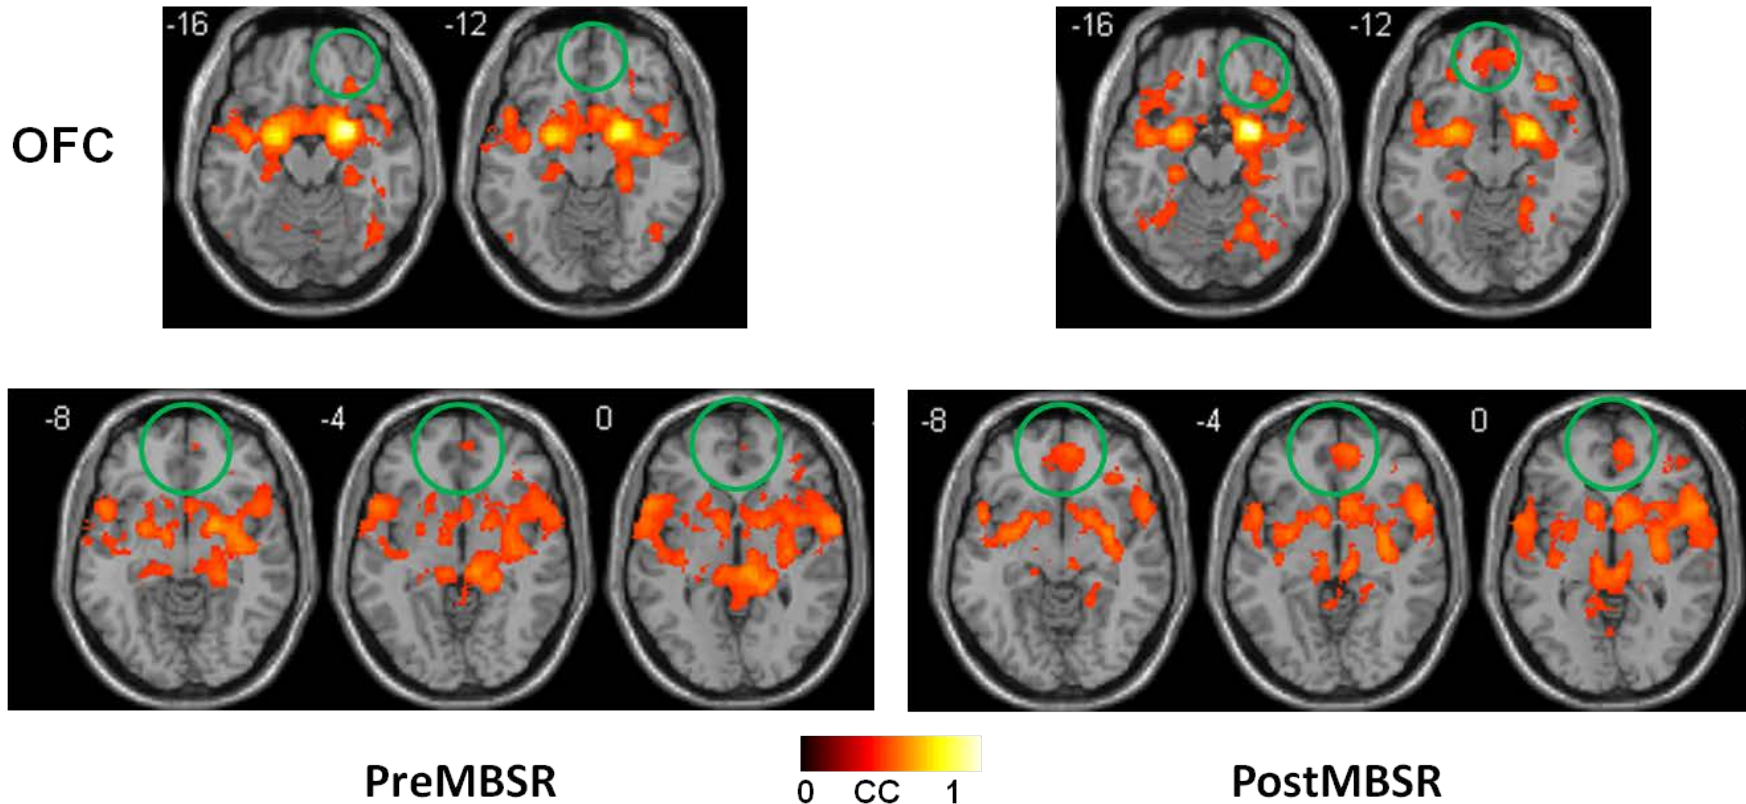 -16 -12 -16 -12
OFC
-8 -4 0 -8 -4 0
PreMBSR PostMBSR
0 CC 1